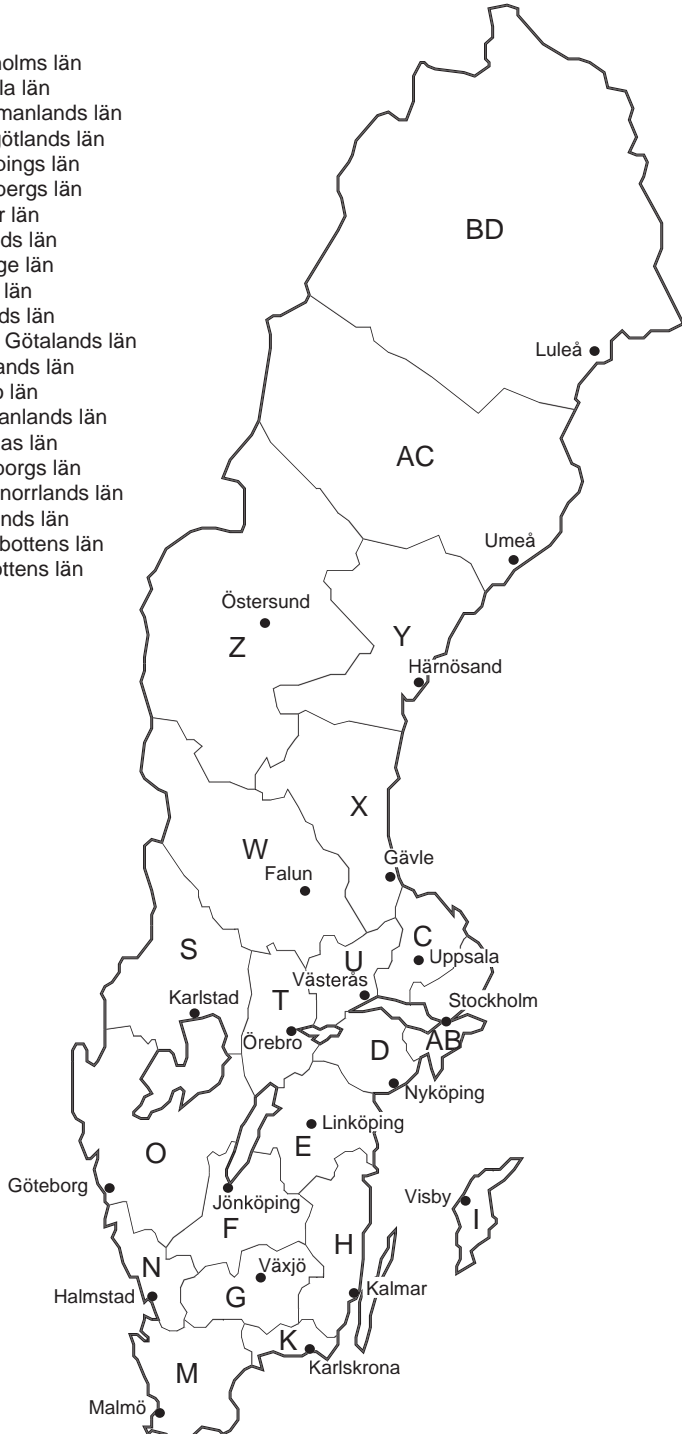 holms län
la län
manlands län
götlands län
pings län
bergs län
r län
ds län
ge län
län
ds län
Götalands län
ands län
o län
anlands län
as län
borgs län
norrlands län
nds län
bottens län
ottens län
BD
Luleå
AC
Umeå
Östersund
Z
Y
Härnösand
X
W
Falun
Gävle
S
C
Uppsala
U
Västerås
T
Karlstad
Stockholm
Örebro
AB
D
Nyköping
Linköping
E
O
Göteborg
Jönköping
F
Visby
I
H
N
Växjö
G
Halmstad
Kalmar
K
Karlskrona
M
Malmö